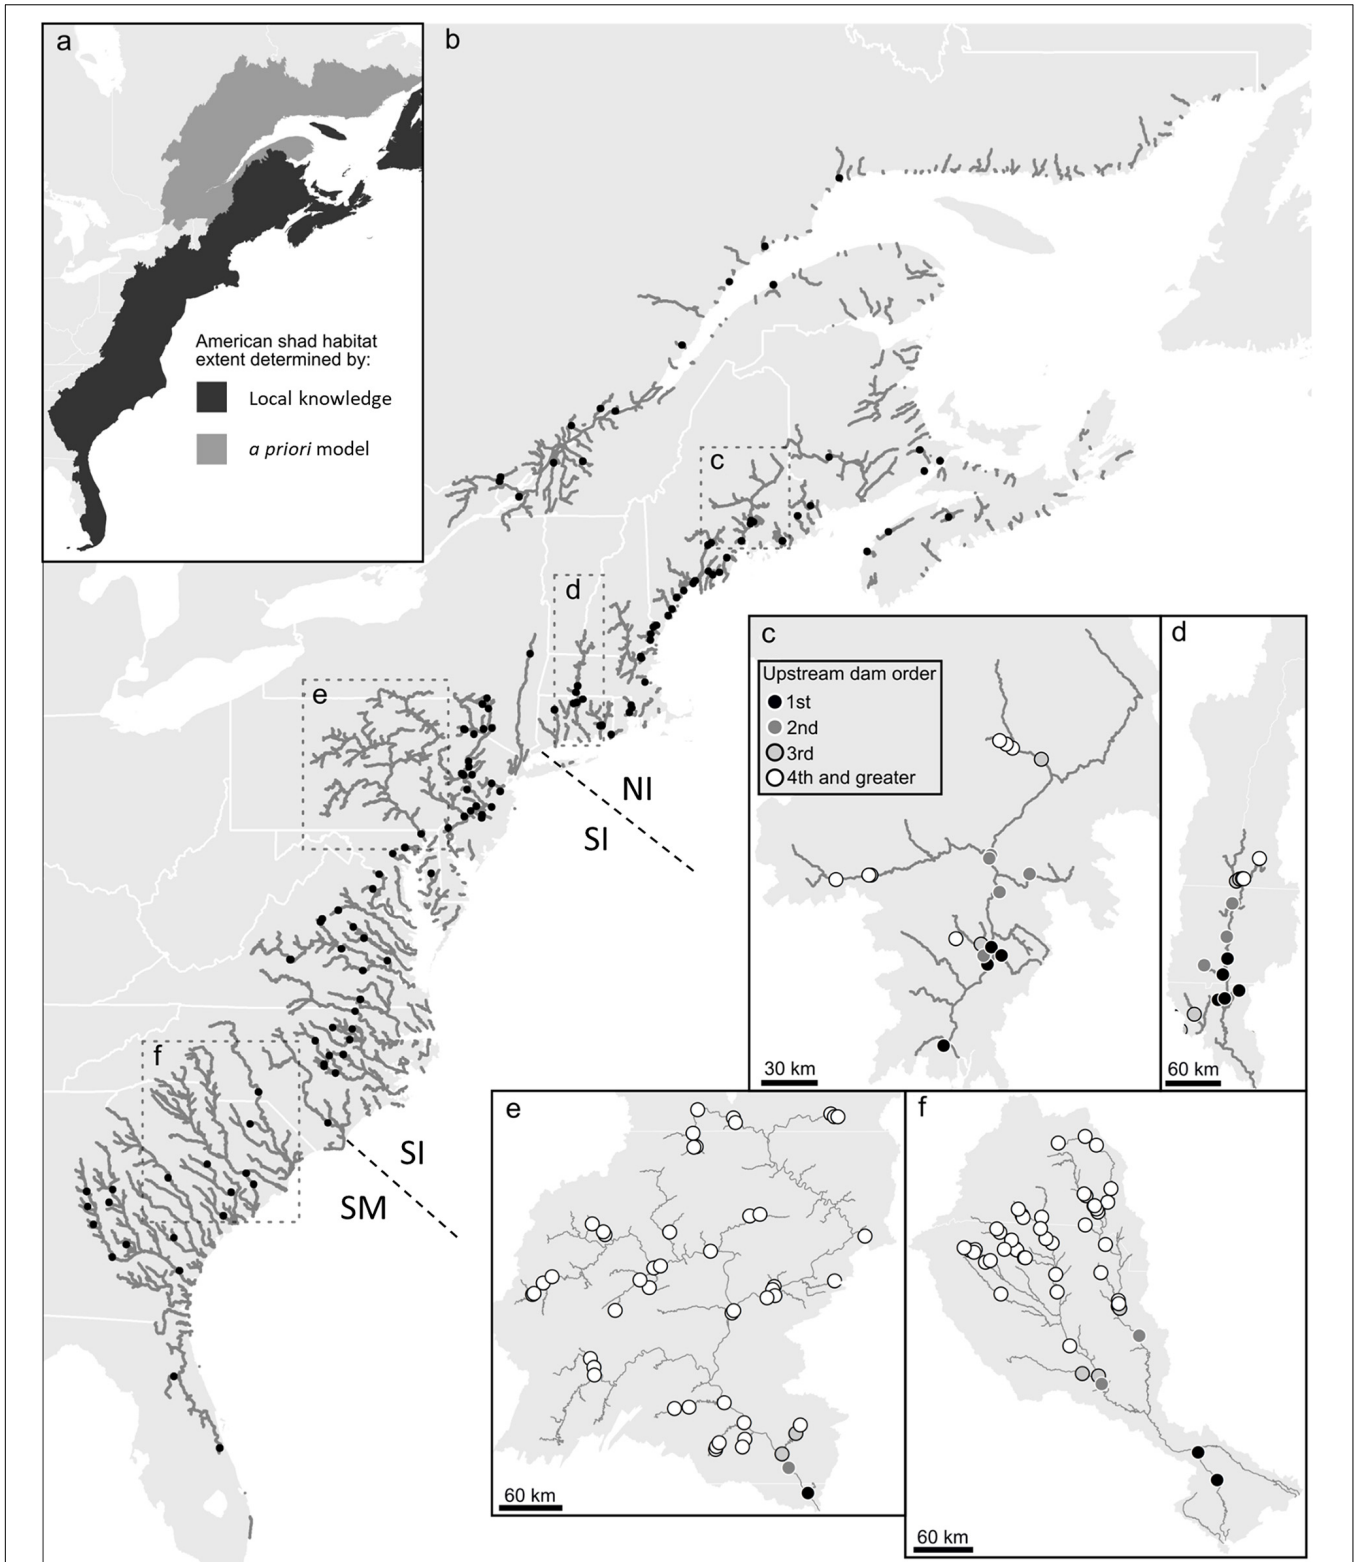 a
American shad habitat
extent determined by:
Local knowledge
a priori model
b
c
d
e
NI
SI
f
SI
SM
c
Upstream dam order
1st
2nd
3rd
4th and greater
30 km
d
60 km
e
60 km
f
60 km